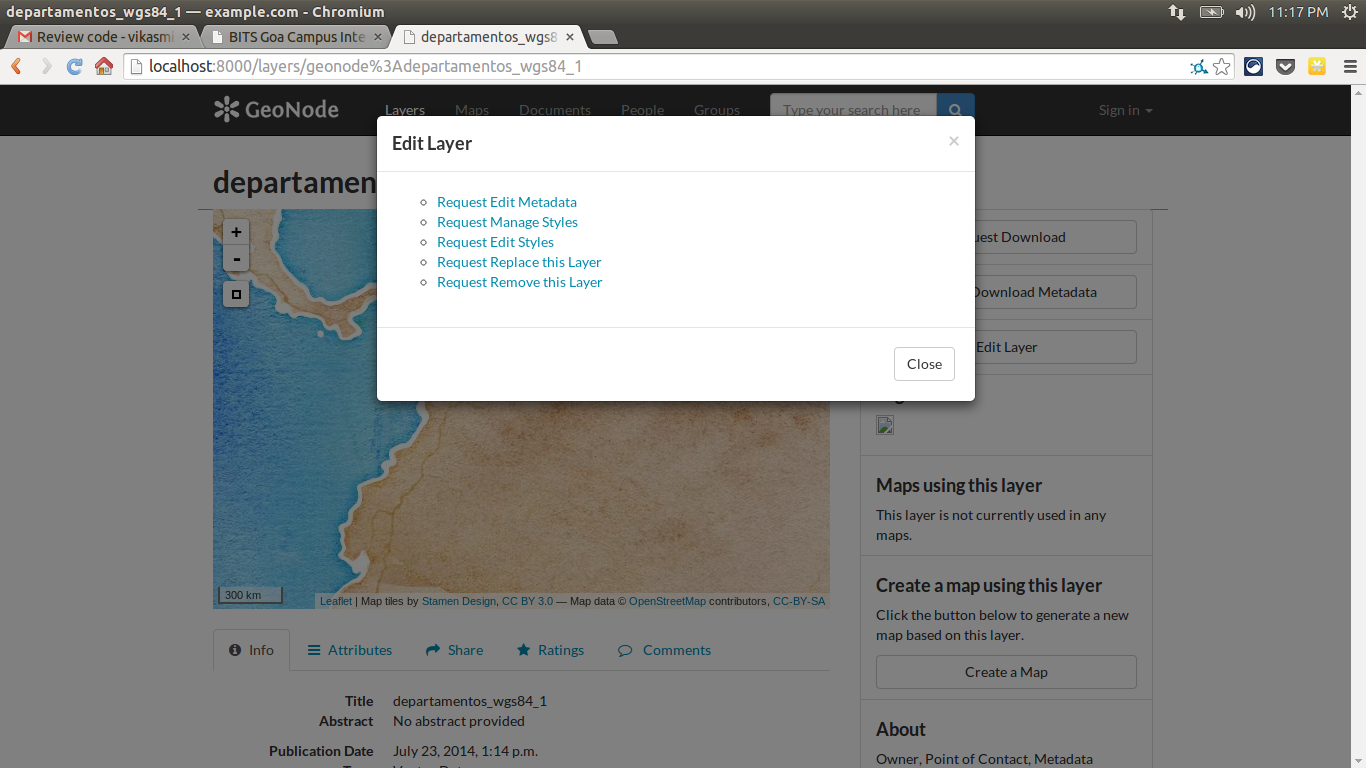 departamentos_wgs84_1 — example.com - Chromium
11:17 PM
Review code - vikasmi
BITS Goa Campus Inte
departamentos_wgs8
localhost:8000/layers/geonode%3Adepartamentos_wgs84_1
GeoNode
Layers
Maps
Documents
People
Groups
Type your search here
Sign in
Edit Layer
×
Request Edit Metadata
Request Manage Styles
Request Edit Styles
Request Replace this Layer
Request Remove this Layer
Close
departamen
+
-
uest Download
Download Metadata
Edit Layer
Maps using this layer
This layer is not currently used in any
maps.
Create a map using this layer
Click the button below to generate a new
map based on this layer.
Create a Map
About
Owner, Point of Contact, Metadata
300 km
Leaflet | Map tiles by Stamen Design, CC BY 3.0 — Map data © OpenStreetMap contributors, CC-BY-SA
Info
Attributes
Share
Ratings
Comments
Title departamentos_wgs84_1
Abstract No abstract provided
Publication Date July 23, 2014, 1:14 p.m.